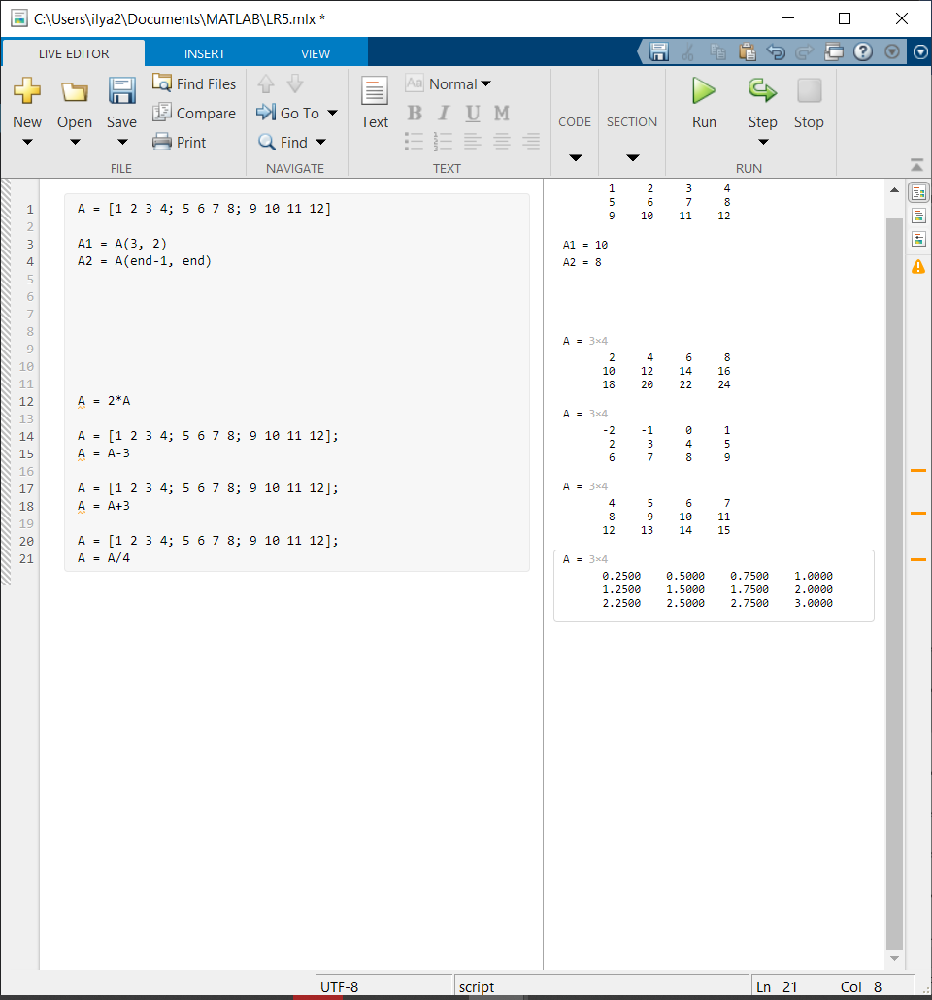 C:\Users\ilya2\Documents\MATLAB\LR5.mlx *
LIVE EDITOR INSERT VIEW
New Open Save
Find Files
Compare
Print
FILE
Go To
Find
NAVIGATE
Text
Aa Normal
B I U M
TEXT
CODE
SECTION
Run Step Stop
RUN
1 A = [1 2 3 4; 5 6 7 8; 9 10 11 12]
2
3 A1 = A(3, 2)
4 A2 = A(end-1, end)
5
6
7
8
9
10
11
12 A = 2*A
13
14 A = [1 2 3 4; 5 6 7 8; 9 10 11 12];
15 A = A-3
16
17 A = [1 2 3 4; 5 6 7 8; 9 10 11 12];
18 A = A+3
19
20 A = [1 2 3 4; 5 6 7 8; 9 10 11 12];
21 A = A/4
1 2 3 4
5 6 7 8
9 10 11 12
A1 = 10
A2 = 8
A = 3×4
2 4 6 8
10 12 14 16
18 20 22 24
A = 3×4
-2 -1 0 1
2 3 4 5
6 7 8 9
A = 3×4
4 5 6 7
8 9 10 11
12 13 14 15
A = 3×4
0.2500 0.5000 0.7500 1.0000
1.2500 1.5000 1.7500 2.0000
2.2500 2.5000 2.7500 3.0000
UTF-8 script Ln 21 Col 8